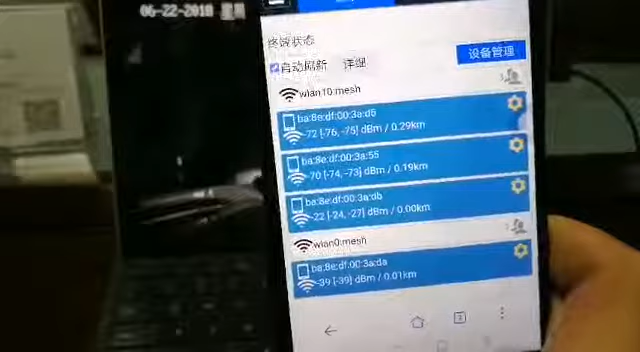 06-22-2018 星期
终端状态
自动刷新 详细
设备管理
wlan10:mesh
ba:8e:df:00:3a:d6
-72 [-76, -75] dBm / 0.29km
ba:8e:df:00:3a:55
-70 [-74, -73] dBm / 0.19km
ba:8e:df:00:3a:db
-22 [-24, -27] dBm / 0.00km
wlan0:mesh
ba:8e:df:00:3a:da
-39 [-39] dBm / 0.01km